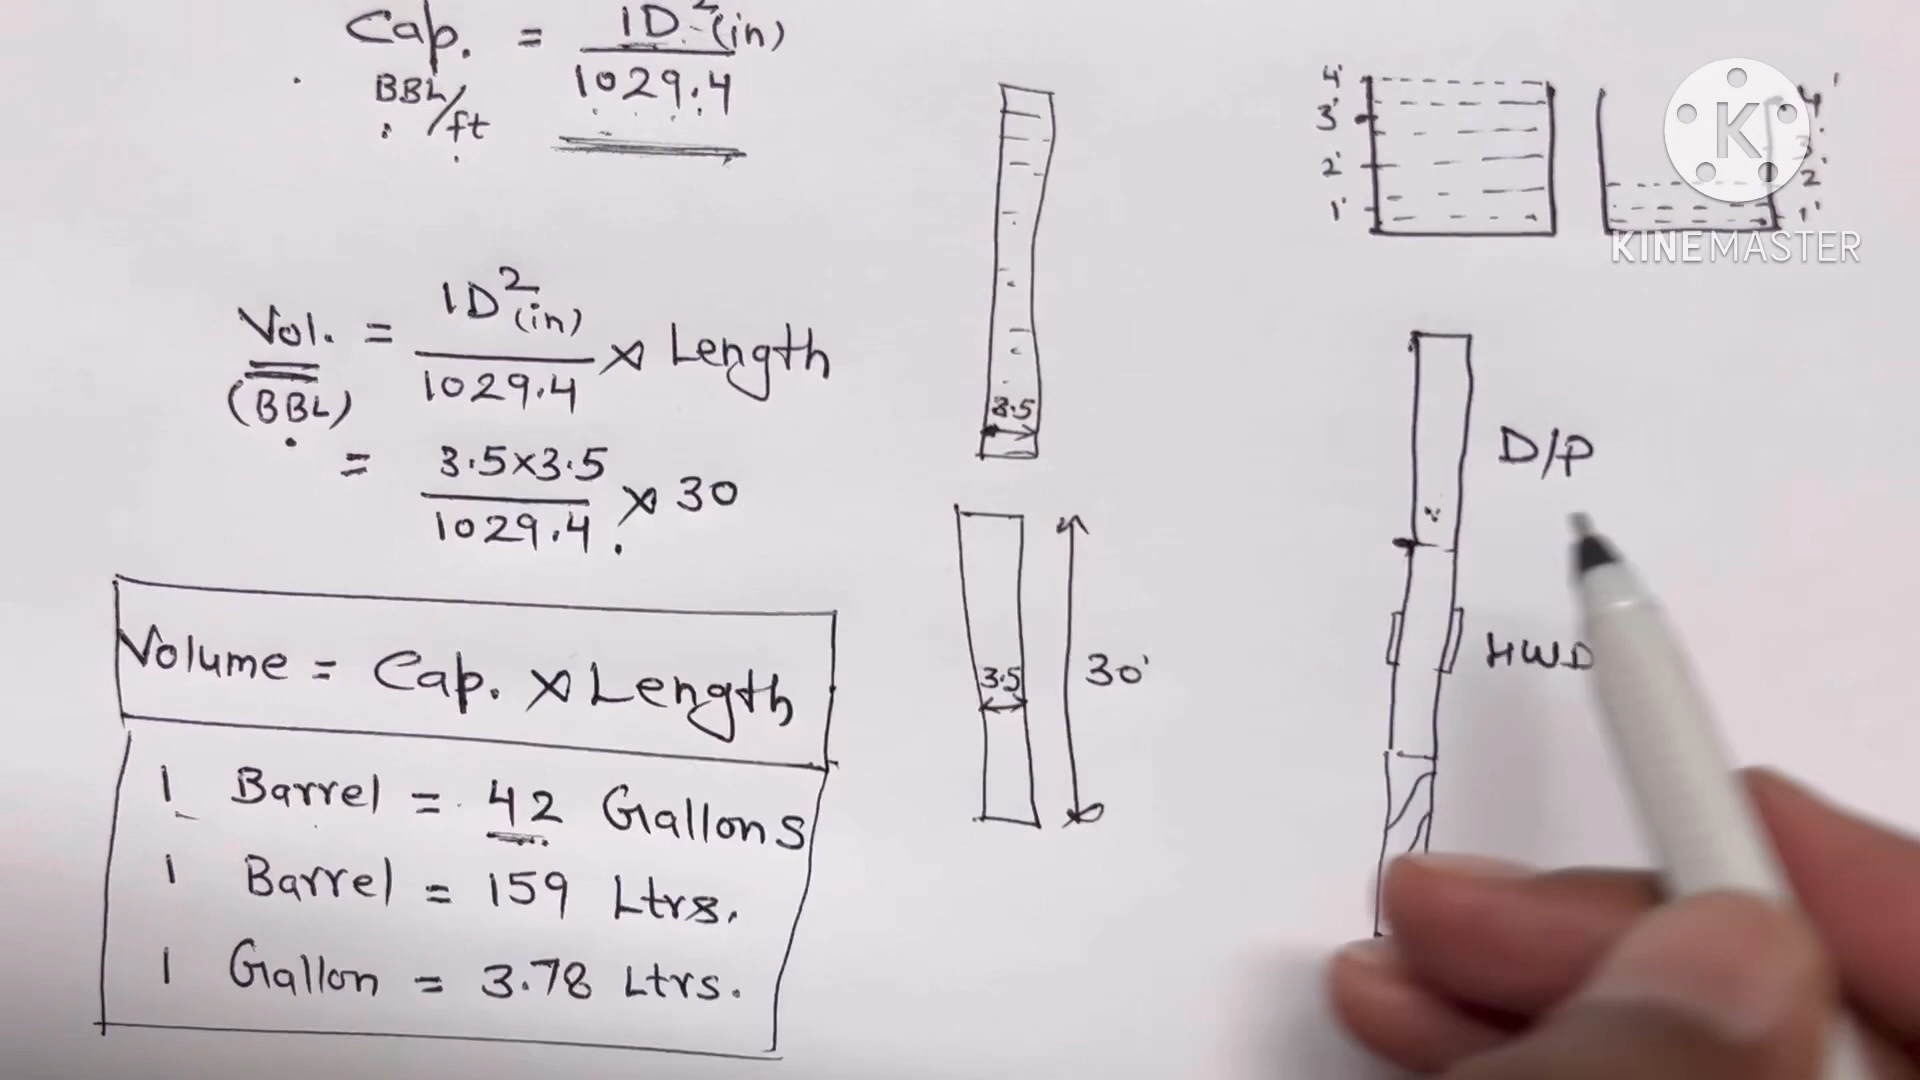 Cap. = ID² (in)
BBL/ft 1029.4
Vol. = ID² (in) × Length
(BBL) 1029.4
= 3.5×3.5 × 30
1029.4
Volume = Cap. × Length
1 Barrel = 42 Gallons
1 Barrel = 159 Ltrs.
1 Gallon = 3.78 Ltrs.
3.5
3.5
30'
4'
3'
2'
1'
4'
3'
2'
1'
K
KINEMASTER
D/P
HWD